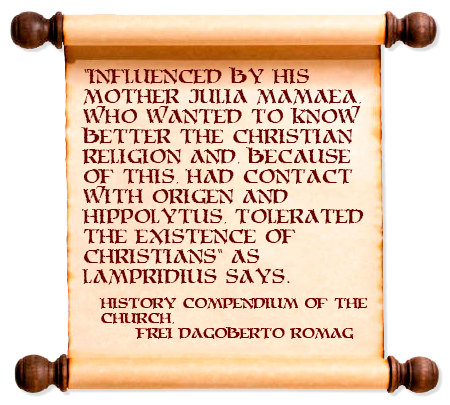 "INFLUENCED BY HIS
MOTHER JULIA MAMAEA,
WHO WANTED TO KNOW
BETTER THE CHRISTIAN
RELIGION AND, BECAUSE
OF THIS, HAD CONTACT
WITH ORIGEN AND
HIPPOLYTUS, TOLERATED
THE EXISTENCE OF
CHRISTIANS" AS
LAMPRIDIUS SAYS.
HISTORY COMPENDIUM OF THE
CHURCH.
FREI DAGOBERTO ROMAG